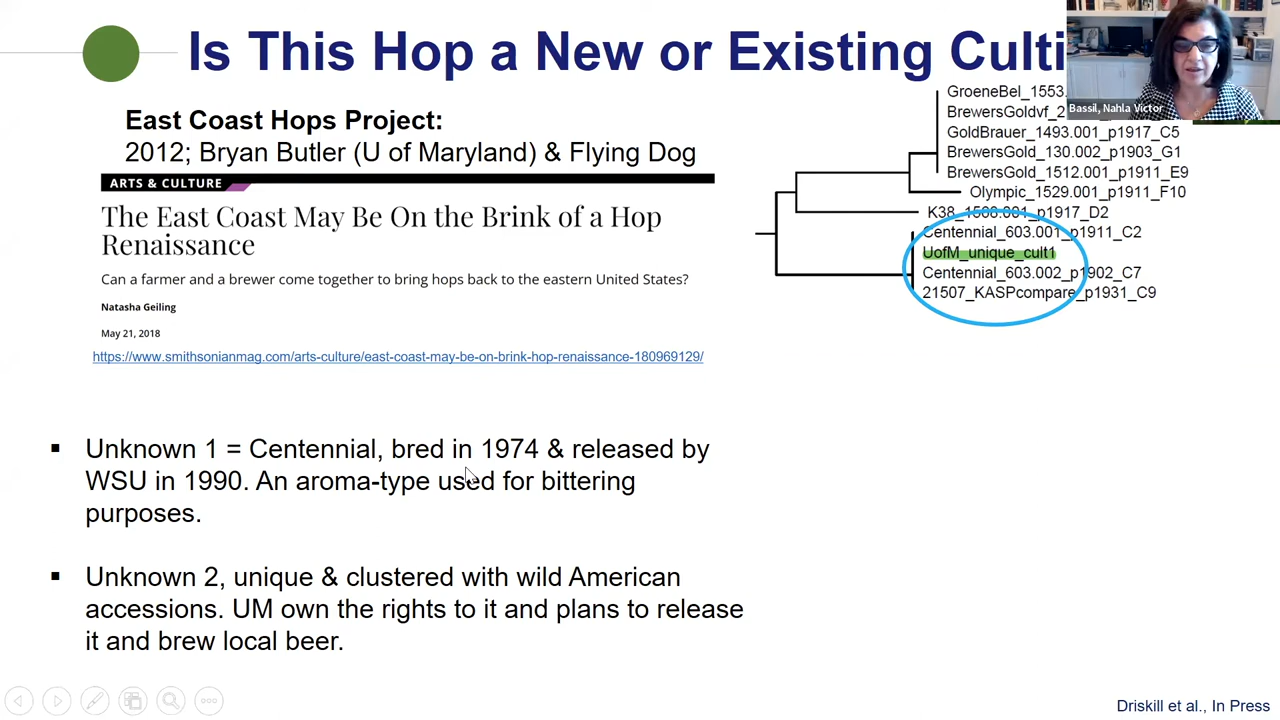 Is This Hop a New or Existing Culti
East Coast Hops Project:
2012; Bryan Butler (U of Maryland) & Flying Dog
ARTS & CULTURE
The East Coast May Be On the Brink of a Hop
Renaissance
Can a farmer and a brewer come together to bring hops back to the eastern United States?
Natasha Geiling
May 21, 2018
https://www.smithsonianmag.com/arts-culture/east-coast-may-be-on-brink-hop-renaissance-180969129/
Bassil, Nahla Victor
GroeneBel_1553.
BrewersGoldvf_2
GoldBrauer_1493.001_p1917_C5
BrewersGold_130.002_p1903_G1
BrewersGold_1512.001_p1911_E9
Olympic_1529.001_p1911_F10
K38_1566.001_p1917_D2
Centennial_603.001_p1911_C2
UofM_unique_cult1
Centennial_603.002_p1902_C7
21507_KASPcompare_p1931_C9
▪ Unknown 1 = Centennial, bred in 1974 & released by
WSU in 1990. An aroma-type used for bittering
purposes.
▪ Unknown 2, unique & clustered with wild American
accessions. UM own the rights to it and plans to release
it and brew local beer.
Driskill et al., In Press